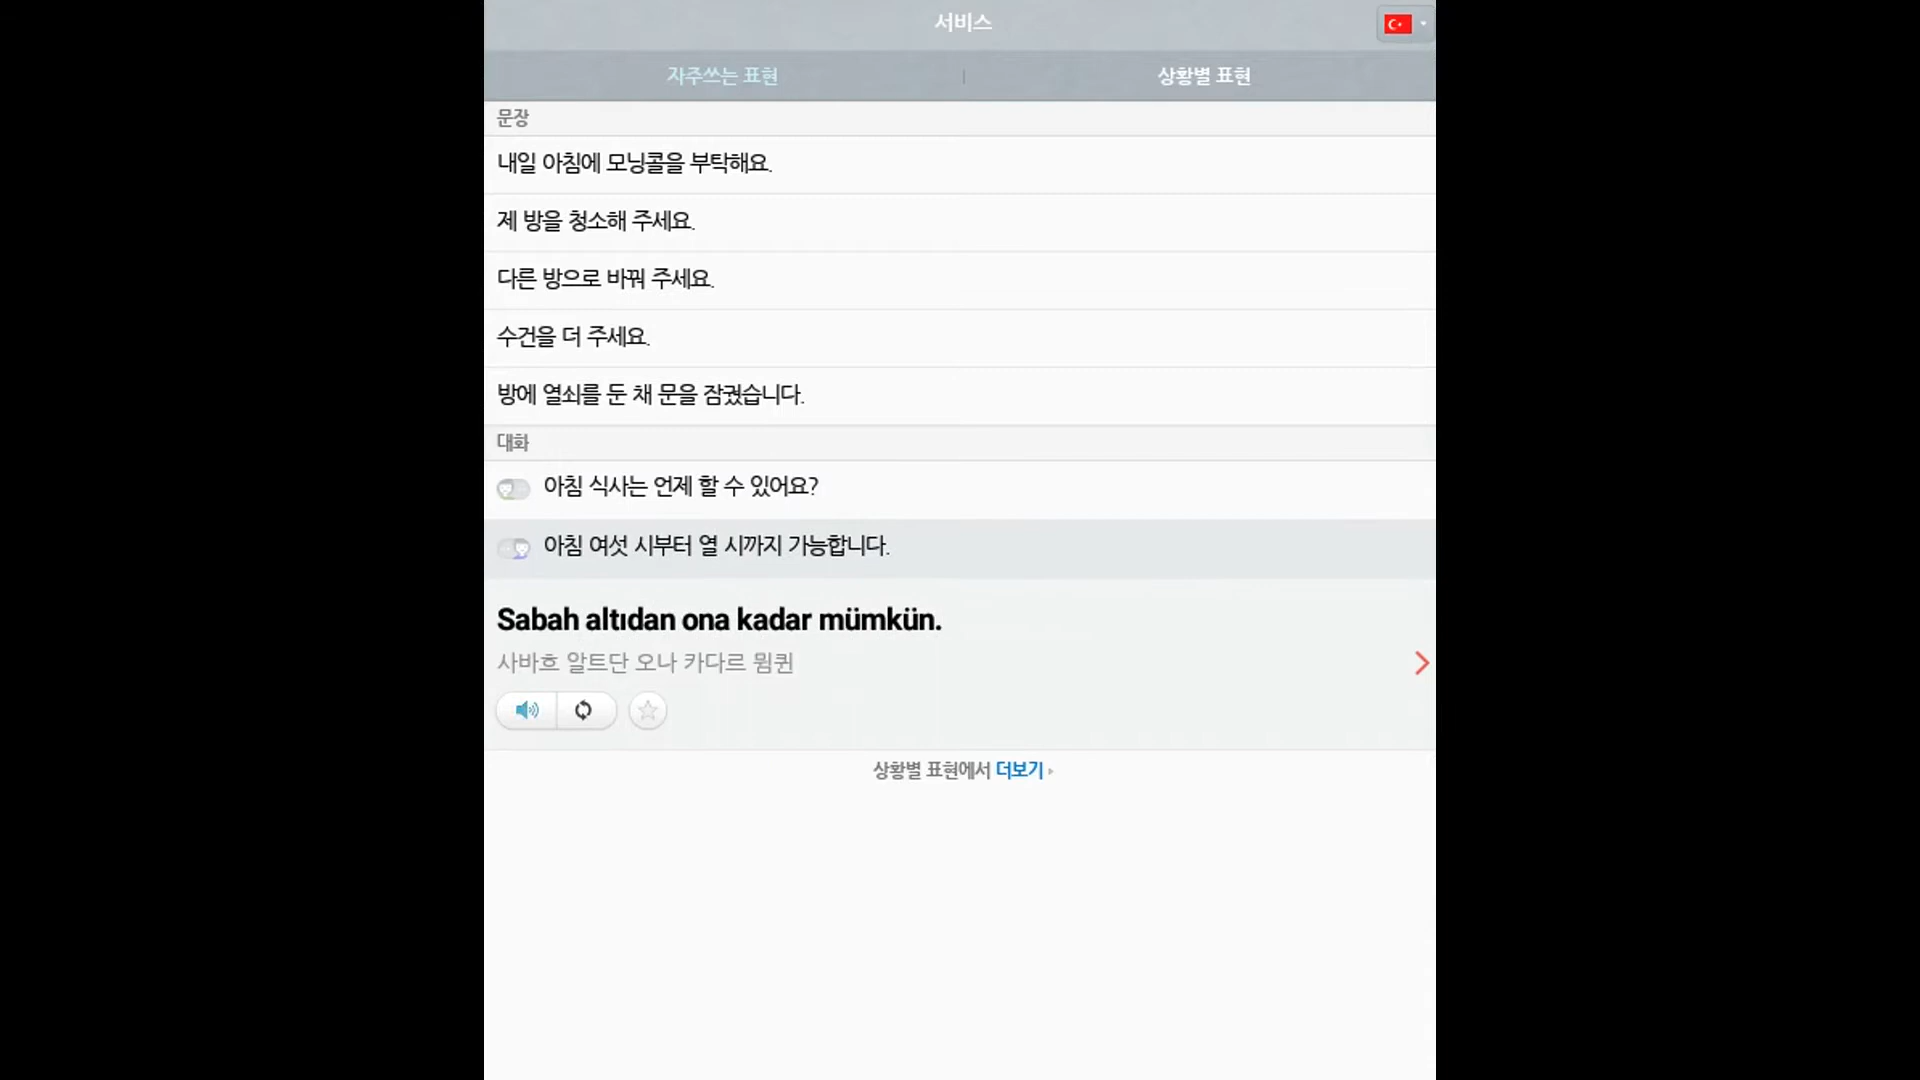 서비스
자주쓰는 표현
상황별 표현
문장
내일 아침에 모닝콜을 부탁해요.
제 방을 청소해 주세요.
다른 방으로 바꿔 주세요.
수건을 더 주세요.
방에 열쇠를 둔 채 문을 잠궜습니다.
대화
아침 식사는 언제 할 수 있어요?
아침 여섯 시부터 열 시까지 가능합니다.
Sabah altıdan ona kadar mümkün.
사바흐 알트단 오나 카다르 뮘퀸
상황별 표현에서 더보기